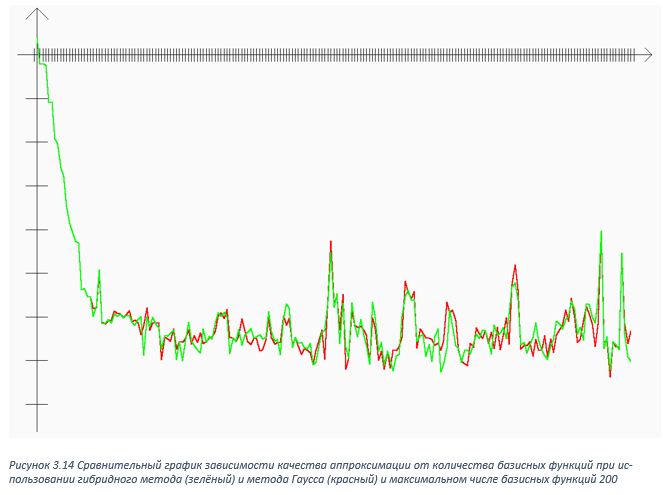 Рисунок 3.14 Сравнительный график зависимости качества аппроксимации от количества базисных функций при ис-
пользовании гибридного метода (зелёный) и метода Гаусса (красный) и максимальном числе базисных функций 200